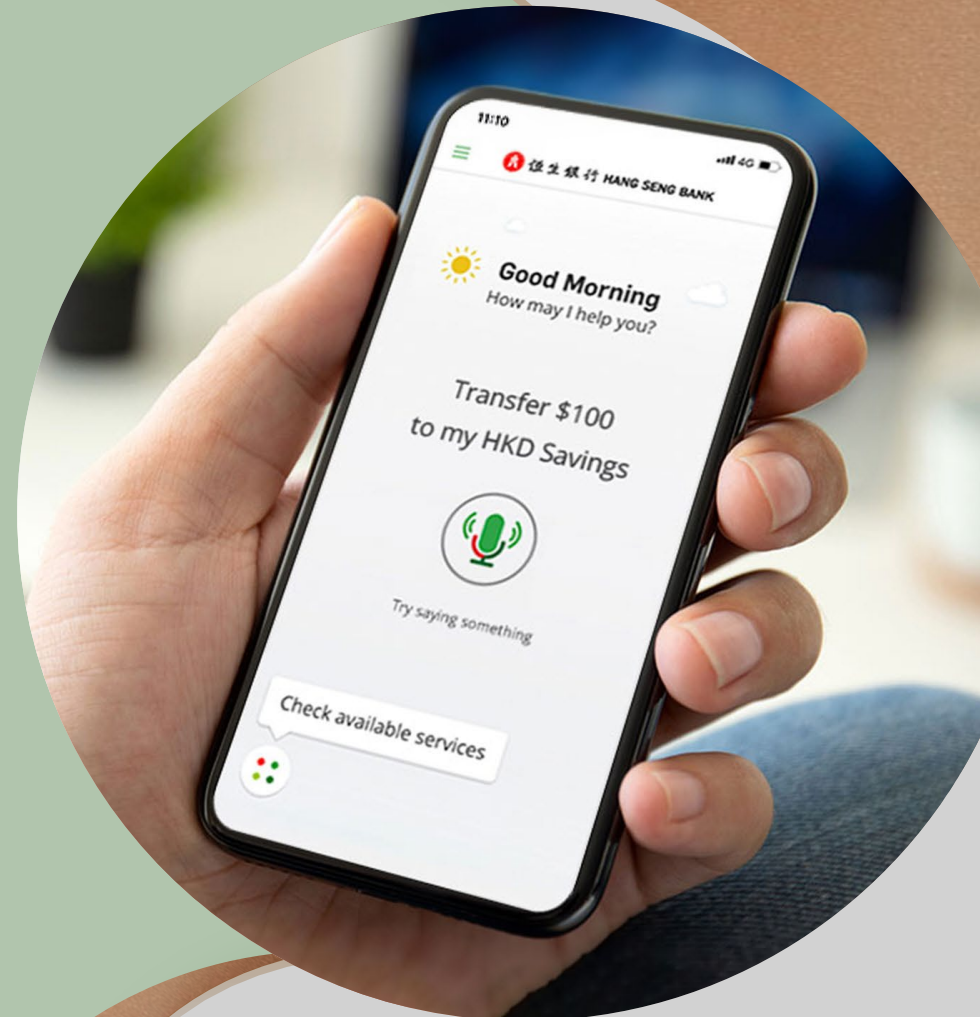 11:10
4G
恒生銀行 HANG SENG BANK
Good Morning
How may I help you?
Transfer $100
to my HKD Savings
Try saying something
Check available services